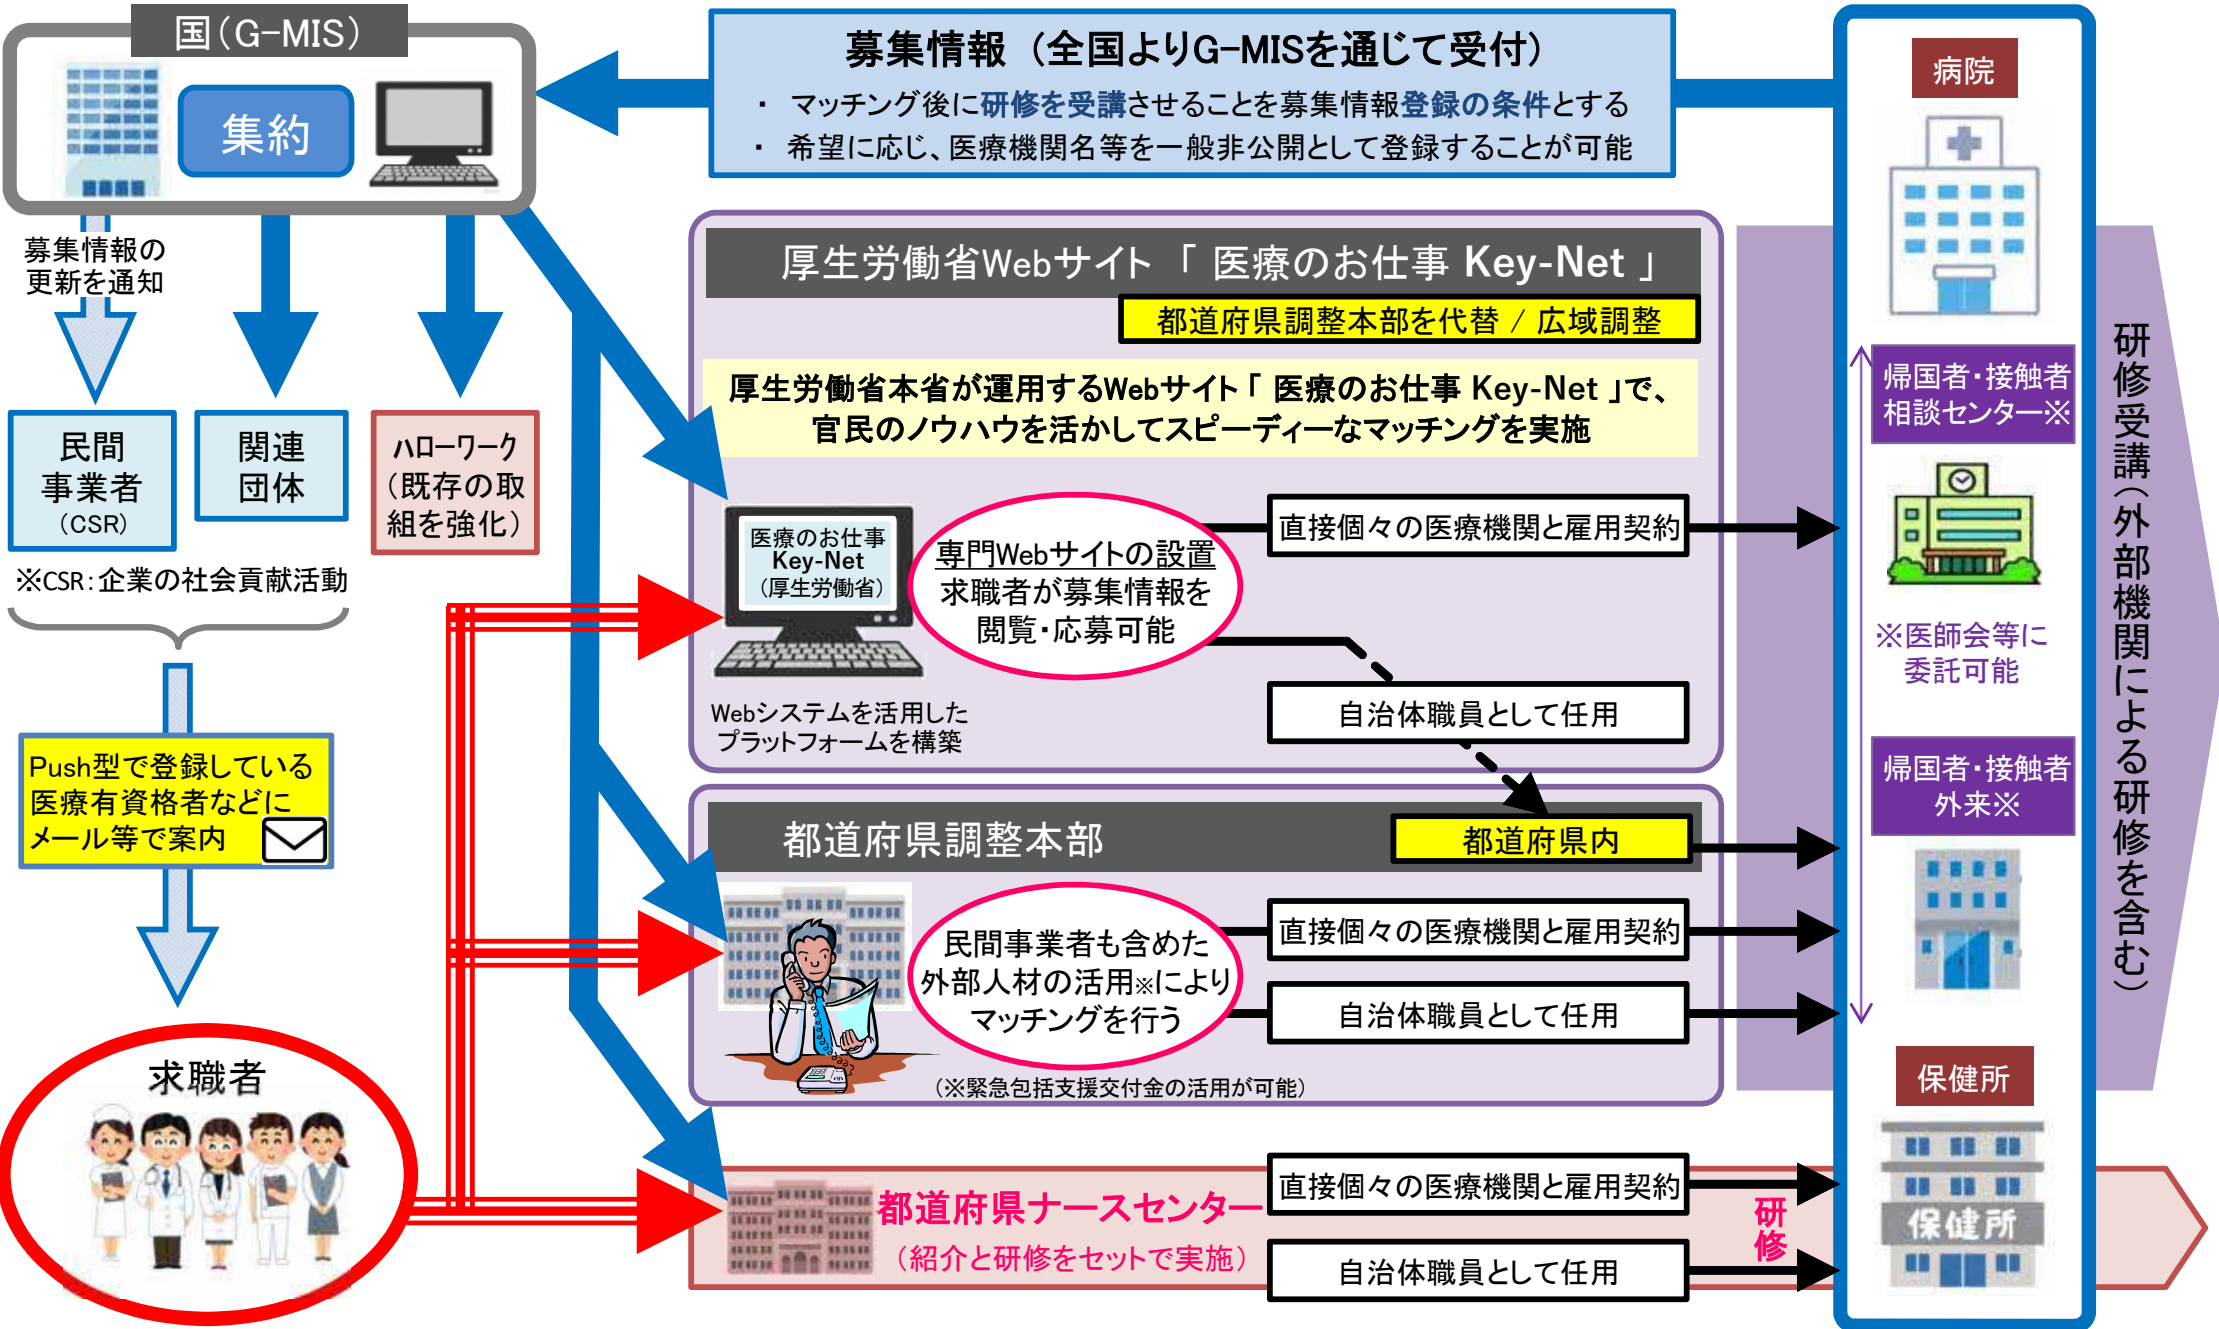 国（G-MIS）
集約
募集情報（全国よりG-MISを通じて受付）
・ マッチング後に研修を受講させることを募集情報登録の条件とする
・ 希望に応じ、医療機関名等を一般非公開として登録することが可能
募集情報の
更新を通知
民間
事業者
（CSR）
関連
団体
ハローワーク
（既存の取
組を強化）
※CSR：企業の社会貢献活動
Push型で登録している
医療有資格者などに
メール等で案内
求職者
厚生労働省Webサイト「 医療のお仕事 Key-Net 」
都道府県調整本部を代替 / 広域調整
厚生労働省本省が運用するWebサイト「 医療のお仕事 Key-Net 」で、
官民のノウハウを活かしてスピーディーなマッチングを実施
医療のお仕事
Key-Net
（厚生労働省）
専門Webサイトの設置
求職者が募集情報を
閲覧・応募可能
Webシステムを活用した
プラットフォームを構築
直接個々の医療機関と雇用契約
自治体職員として任用
都道府県調整本部
都道府県内
民間事業者も含めた
外部人材の活用※により
マッチングを行う
（※緊急包括支援交付金の活用が可能）
直接個々の医療機関と雇用契約
自治体職員として任用
都道府県ナースセンター
（紹介と研修をセットで実施）
直接個々の医療機関と雇用契約
自治体職員として任用
研修
病院
帰国者・接触者
相談センター※
※医師会等に
委託可能
帰国者・接触者
外来※
保健所
保健所
研修受講（外部機関による研修を含む）